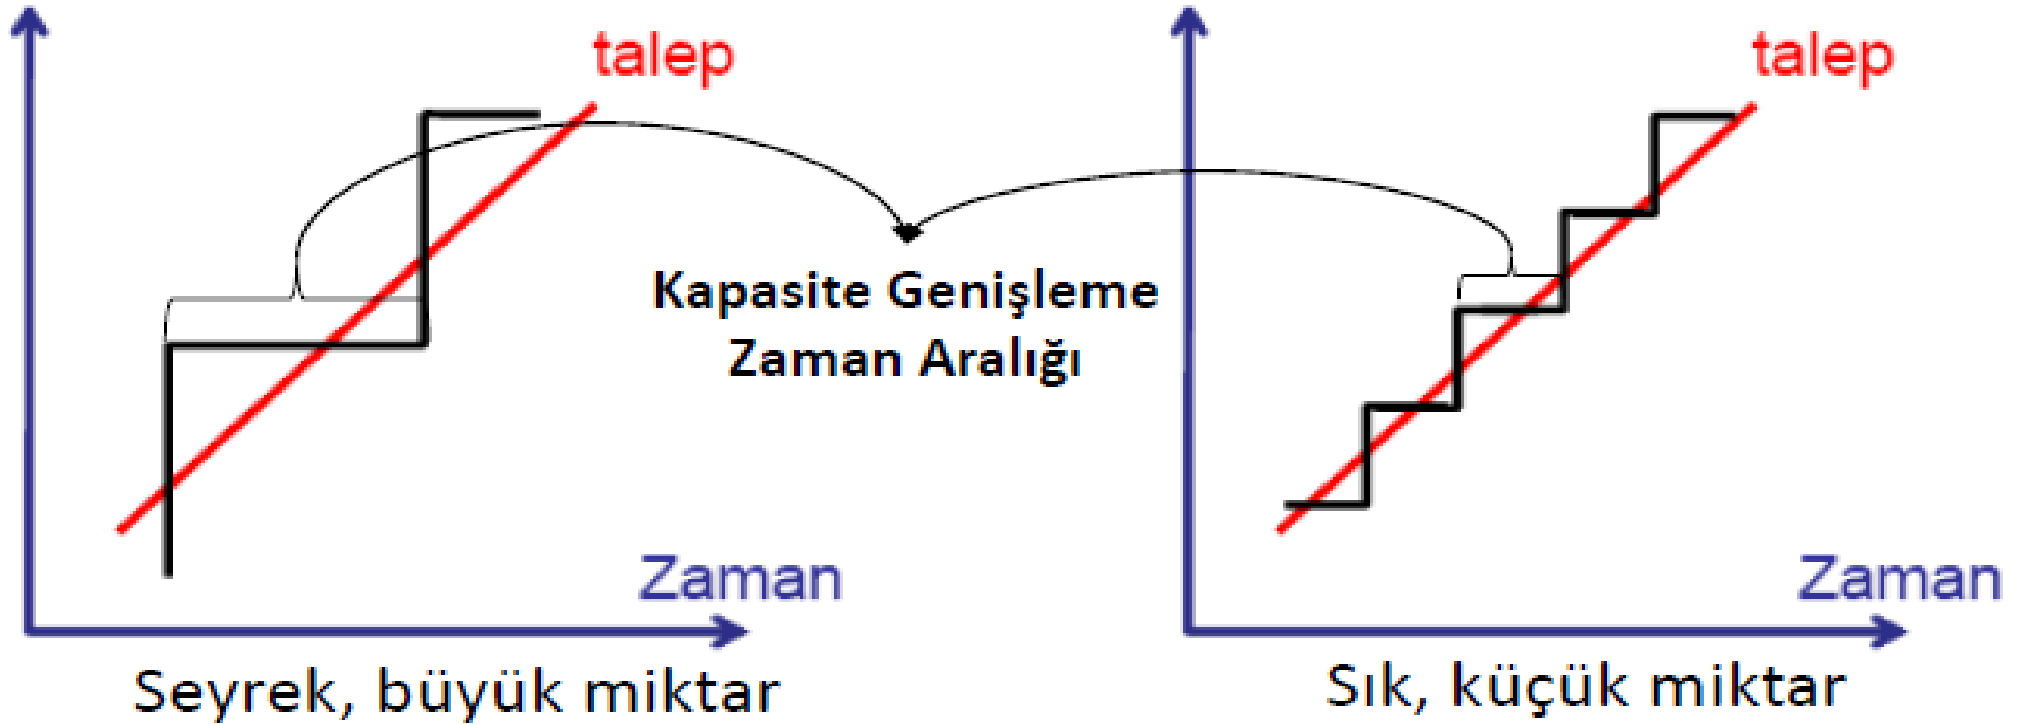 talep
talep
Kapasite Genişleme
Zaman Aralığı
Zaman
Zaman
Seyrek, büyük miktar
Sık, küçük miktar